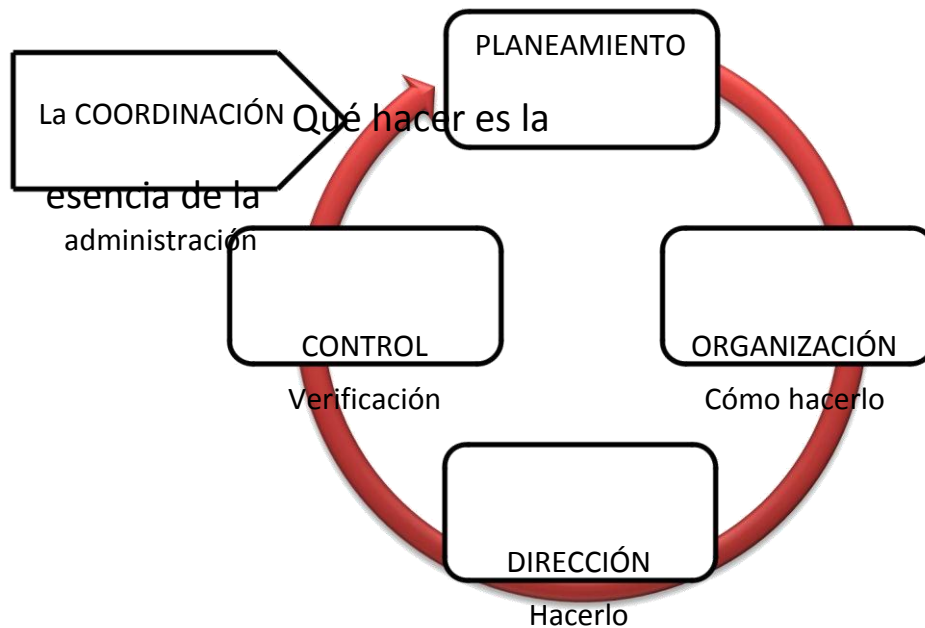 PLANEAMIENTO
La COORDINACIÓN Qué hacer es la
esencia de la
administración
CONTROL
Verificación
ORGANIZACIÓN
Cómo hacerlo
DIRECCIÓN
Hacerlo